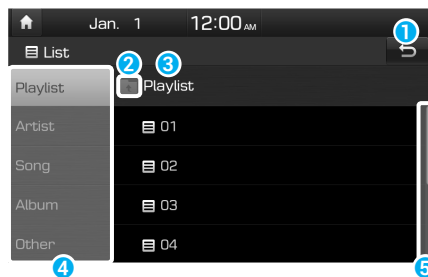 Jan. 1 12:00 AM
1
List
2 3
Playlist Playlist
Artist 01
Song 02
Album 03
Other 04
4 5